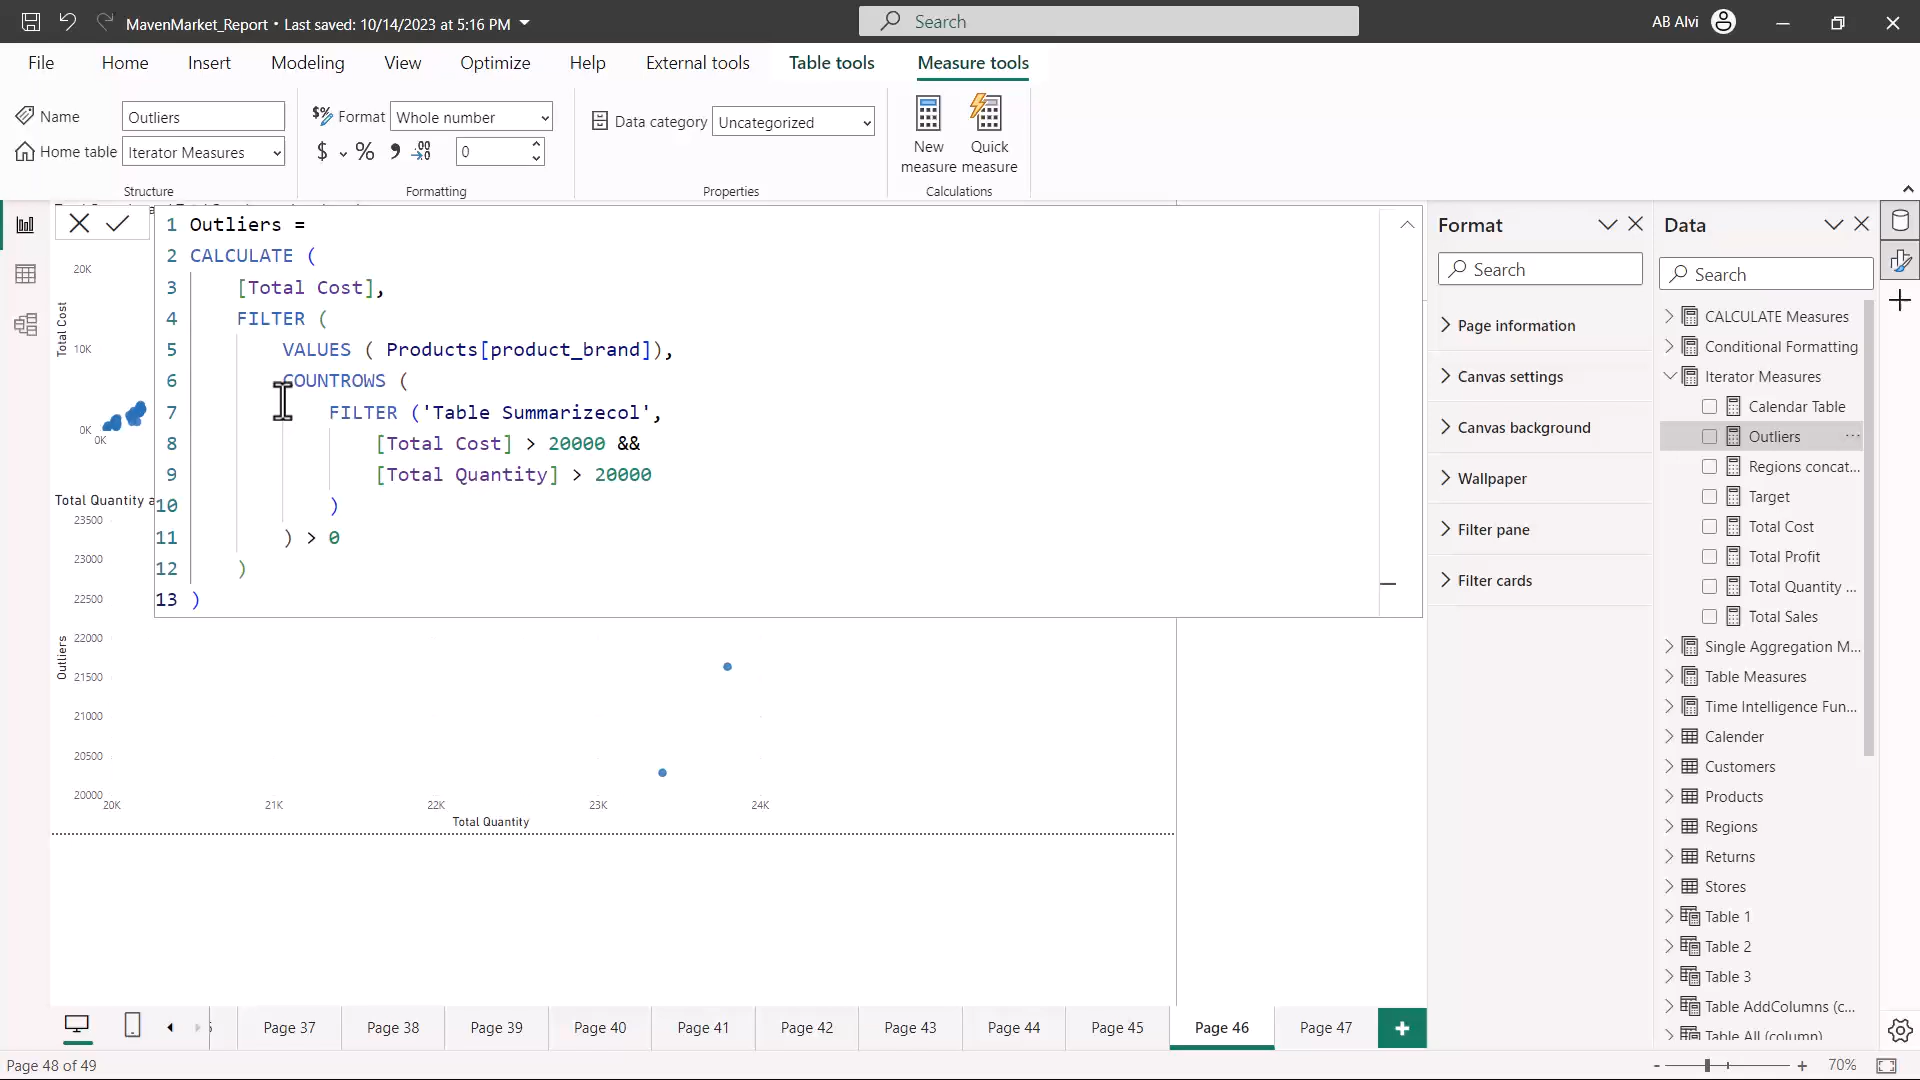 MavenMarket_Report • Last saved: 10/14/2023 at 5:16 PM
Search
AB Alvi
File Home Insert Modeling View Optimize Help External tools Table tools Measure tools
Name Outliers
Home table Iterator Measures
Structure
Format Whole number
$ % 0
Formatting
Data category Uncategorized
Properties
New measure
Quick measure
Calculations
1 Outliers =
2 CALCULATE (
3 [Total Cost],
4 FILTER (
5 VALUES ( Products[product_brand]),
6 COUNTROWS (
7 FILTER ('Table Summarizecol',
8 [Total Cost] > 20000 &&
9 [Total Quantity] > 20000
10 )
11 ) > 0
12 )
13 )
20K
10K
0K
0K
Total Cost
Total Quantity a
23500
23000
22500
22000
21500
21000
20500
20000
Outliers
20K 21K 22K 23K 24K
Total Quantity
Format
Search
Page information
Canvas settings
Canvas background
Wallpaper
Filter pane
Filter cards
Data
Search
CALCULATE Measures
Conditional Formatting
Iterator Measures
Calendar Table
Outliers ...
Regions concat...
Target
Total Cost
Total Profit
Total Quantity ...
Total Sales
Single Aggregation M...
Table Measures
Time Intelligence Fun...
Calender
Customers
Products
Regions
Returns
Stores
Table 1
Table 2
Table 3
Table AddColumns (c...
Table All (column)
Page 37 Page 38 Page 39 Page 40 Page 41 Page 42 Page 43 Page 44 Page 45 Page 46 Page 47 +
Page 48 of 49
- + 70%